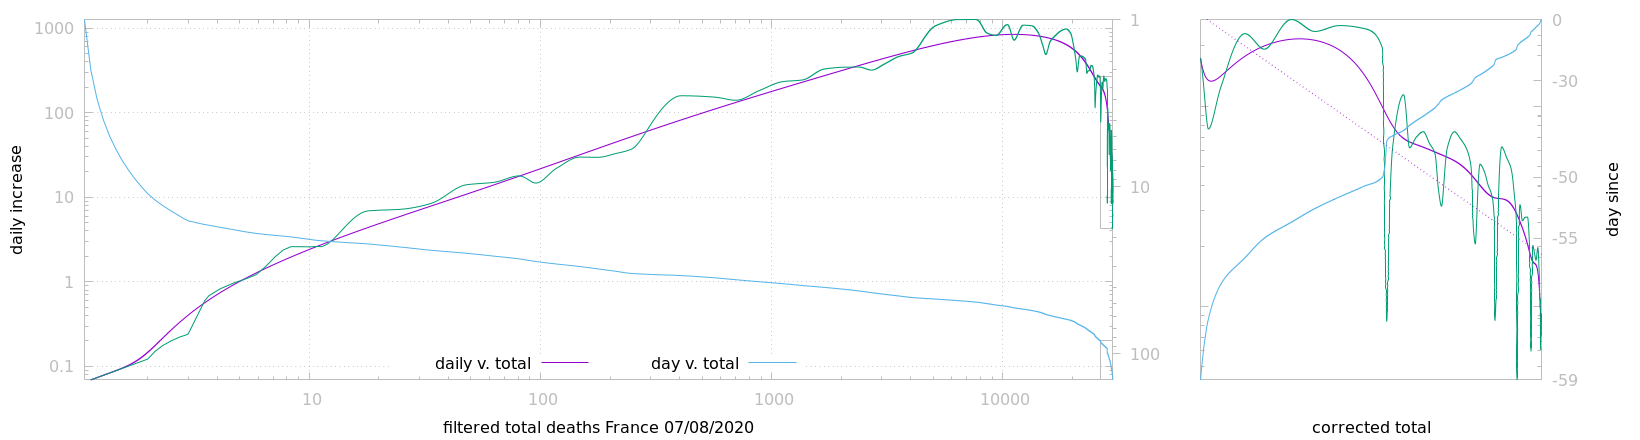 1000
100
10
1
0.1
daily increase
10
100
1000
10000
filtered total deaths France 07/08/2020
daily v. total
day v. total
1
10
100
0
-30
-50
-55
-59
day since
corrected total